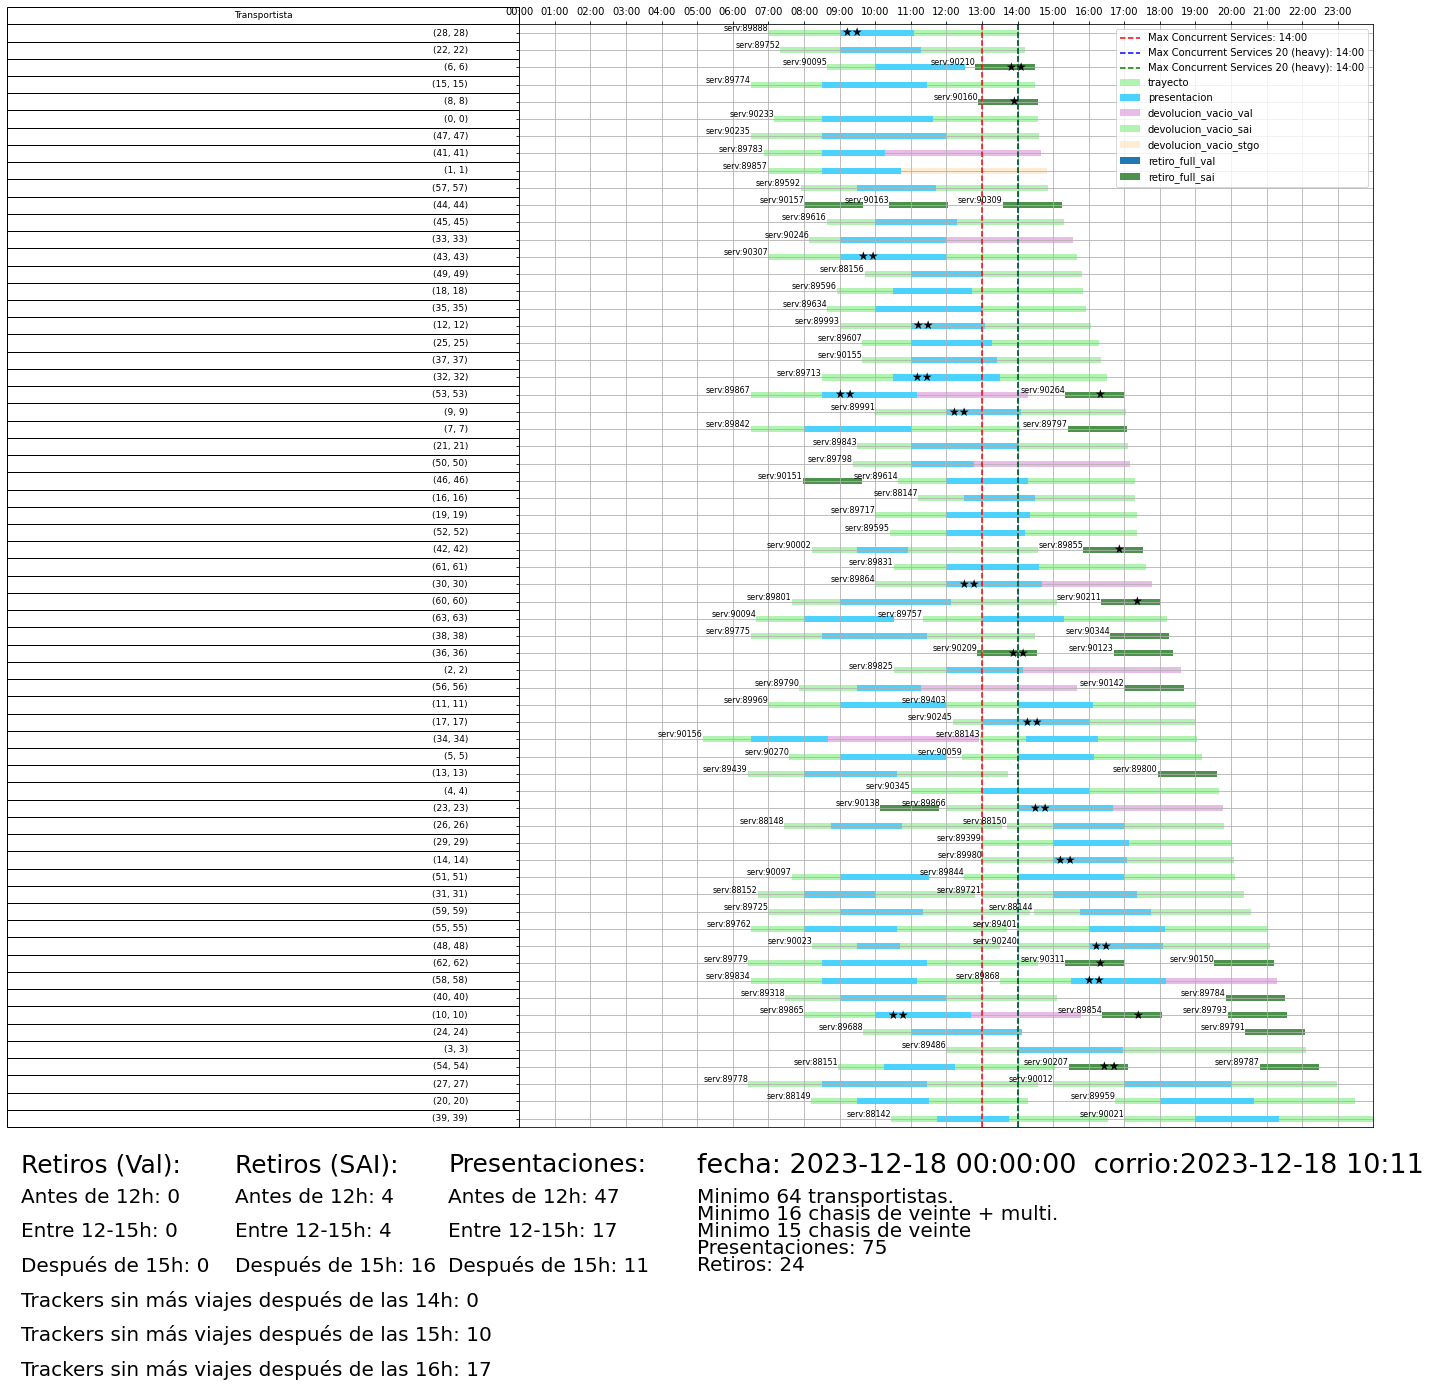 Transportista
00:00 01:00 02:00 03:00 04:00 05:00 06:00 07:00 08:00 09:00 10:00 11:00 12:00 13:00 14:00 15:00 16:00 17:00 18:00 19:00 20:00 21:00 22:00 23:00
Max Concurrent Services: 14:00
Max Concurrent Services 20 (heavy): 14:00
Max Concurrent Services 20 (heavy): 14:00
trayecto
presentacion
devolucion_vacio_val
devolucion_vacio_sai
devolucion_vacio_stgo
retiro_full_val
retiro_full_sai
(28, 28) serv:89888
(22, 22) serv:89752
(6, 6) serv:90095 serv:90210
(15, 15) serv:89774
(8, 8) serv:90160
(0, 0) serv:90233
(47, 47) serv:90235
(41, 41) serv:89783
(1, 1) serv:89857
(57, 57) serv:89592
(44, 44) serv:90157 serv:90163 serv:90309
(45, 45) serv:89616
(33, 33) serv:90246
(43, 43) serv:90307
(49, 49) serv:88156
(18, 18) serv:89596
(35, 35) serv:89634
(12, 12) serv:89993
(25, 25) serv:89607
(37, 37) serv:90155
(32, 32) serv:89713
(53, 53) serv:89867 serv:90264
(9, 9) serv:89991
(7, 7) serv:89842 serv:89797
(21, 21) serv:89843
(50, 50) serv:89798
(46, 46) serv:90151 serv:89614
(16, 16) serv:88147
(19, 19) serv:89717
(52, 52) serv:89595
(42, 42) serv:90002 serv:89855
(61, 61) serv:89831
(30, 30) serv:89864
(60, 60) serv:89801 serv:90211
(63, 63) serv:90094 serv:89757
(38, 38) serv:89775 serv:90344
(36, 36) serv:90209 serv:90123
(2, 2) serv:89825
(56, 56) serv:89790 serv:90142
(11, 11) serv:89969 serv:89403
(17, 17) serv:90245
(34, 34) serv:90156 serv:88143
(5, 5) serv:90270 serv:90059
(13, 13) serv:89439 serv:89800
(4, 4) serv:90345
(23, 23) serv:90138 serv:89866
(26, 26) serv:88148 serv:88150
(29, 29) serv:89399
(14, 14) serv:89980
(51, 51) serv:90097 serv:89844
(31, 31) serv:88152 serv:89721
(59, 59) serv:89725 serv:88144
(55, 55) serv:89762 serv:89401
(48, 48) serv:90023 serv:90240
(62, 62) serv:89779 serv:90311 serv:90150
(58, 58) serv:89834 serv:89868
(40, 40) serv:89318 serv:89784
(10, 10) serv:89865 serv:89854 serv:89793
(24, 24) serv:89688 serv:89791
(3, 3) serv:89486
(54, 54) serv:88151 serv:90207 serv:89787
(27, 27) serv:89778 serv:90012
(20, 20) serv:88149 serv:89959
(39, 39) serv:88142 serv:90021
Retiros (Val): Retiros (SAI): Presentaciones: fecha: 2023-12-18 00:00:00 corrio:2023-12-18 10:11
Antes de 12h: 0 Antes de 12h: 4 Antes de 12h: 47
Entre 12-15h: 0 Entre 12-15h: 4 Entre 12-15h: 17
Después de 15h: 0 Después de 15h: 16 Después de 15h: 11
Minimo 64 transportistas.
Minimo 16 chasis de veinte + multi.
Minimo 15 chasis de veinte
Presentaciones: 75
Retiros: 24
Trackers sin más viajes después de las 14h: 0
Trackers sin más viajes después de las 15h: 10
Trackers sin más viajes después de las 16h: 17